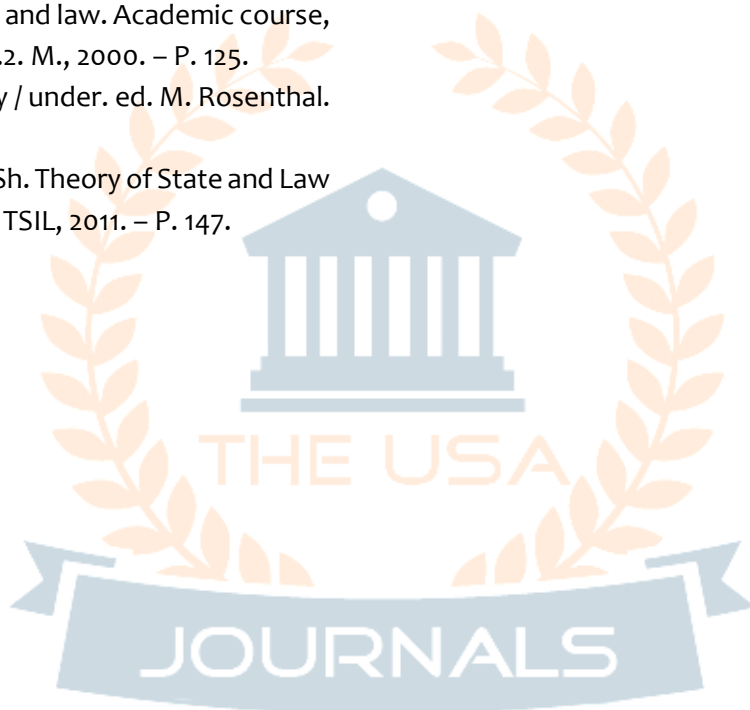 and law. Academic course,
.2. M., 2000. – P. 125.
y / under. ed. M. Rosenthal.
Sh. Theory of State and Law
TSIL, 2011. – P. 147.
THE USA
JOURNALS